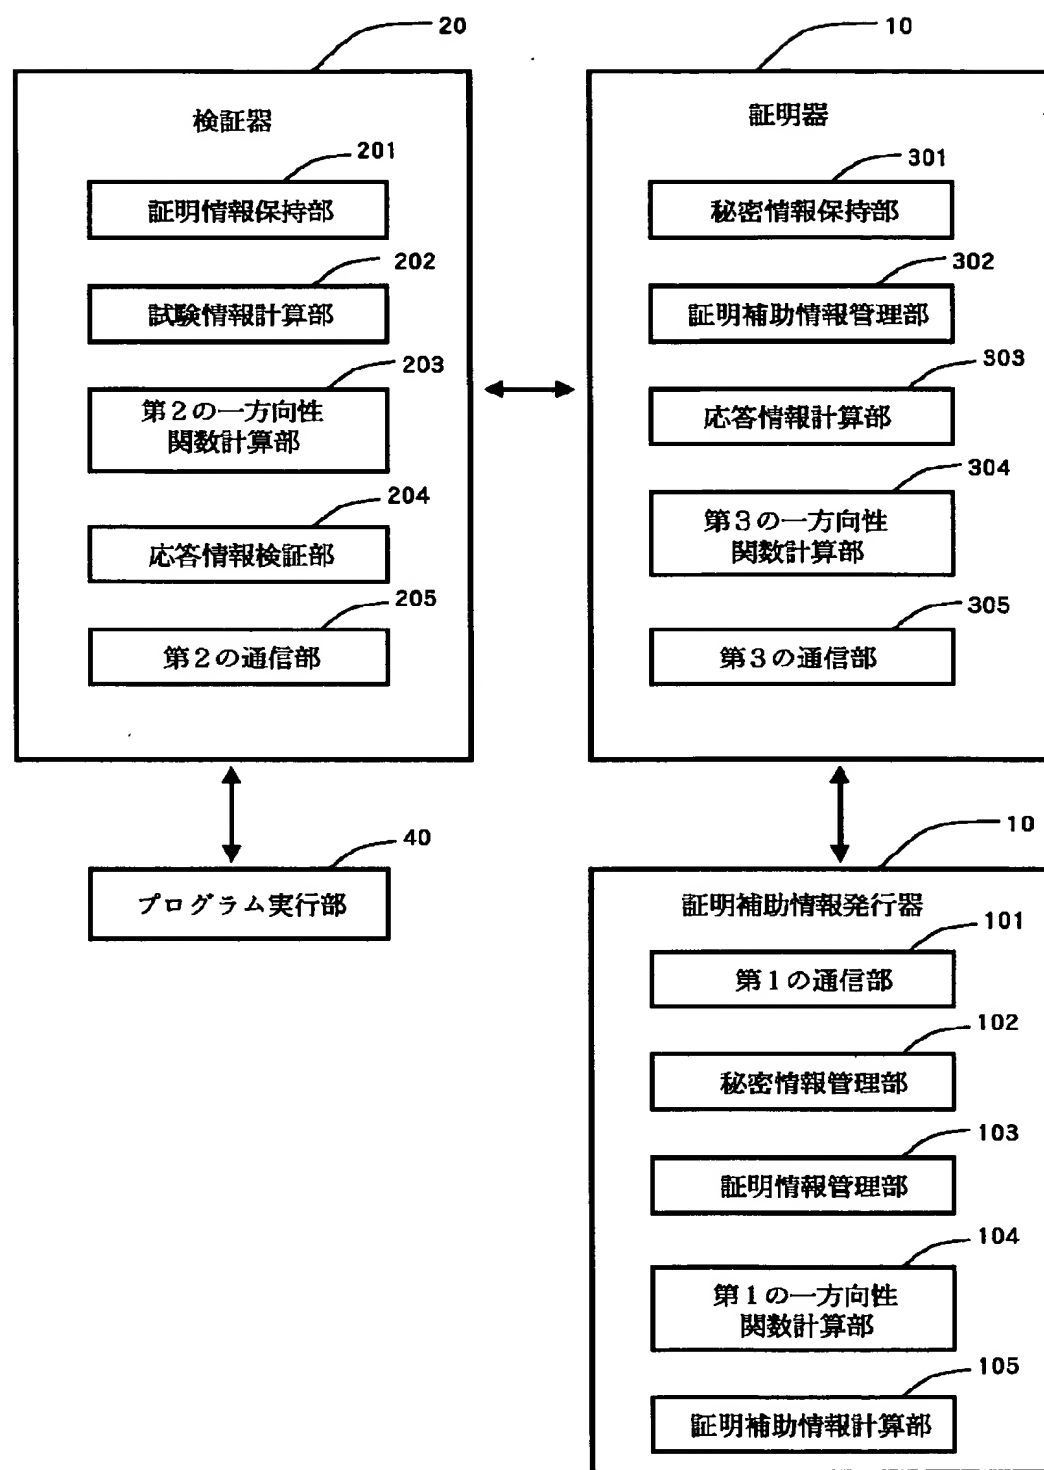 20
検証器
201
証明情報保持部
202
試験情報計算部
203
第2の一方向性
関数計算部
204
応答情報検証部
205
第2の通信部
10
証明器
301
秘密情報保持部
302
証明補助情報管理部
303
応答情報計算部
304
第3の一方向性
関数計算部
305
第3の通信部
40
プログラム実行部
10
証明補助情報発行器
101
第1の通信部
102
秘密情報管理部
103
証明情報管理部
104
第1の一方向性
関数計算部
105
証明補助情報計算部